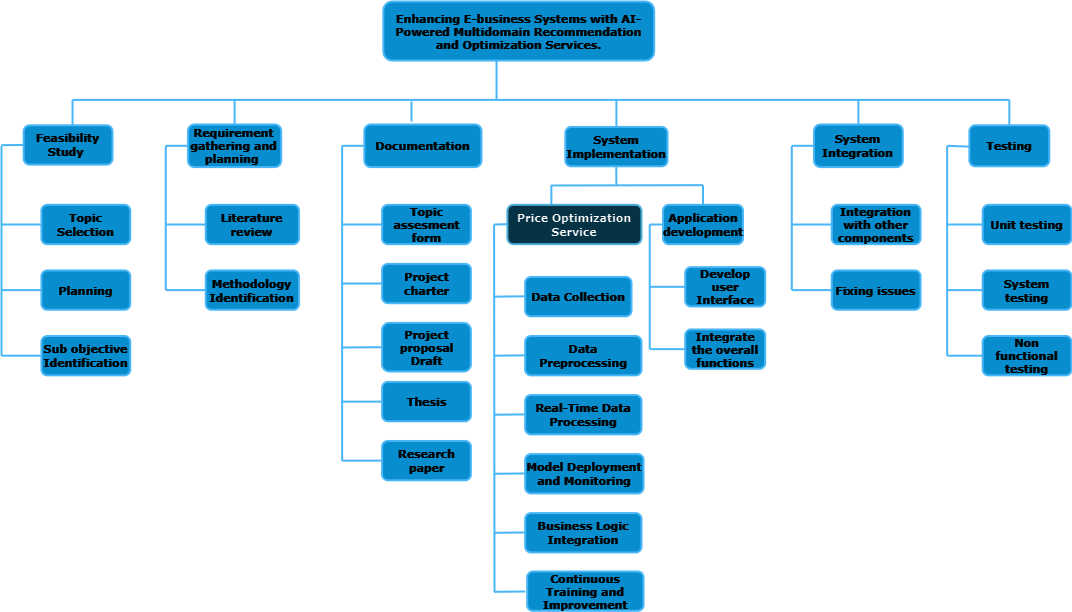 Enhancing E-business Systems with AI-
Powered Multidomain Recommendation
and Optimization Services.
Feasibility
Study
Topic
Selection
Planning
Sub objective
Identification
Requirement
gathering and
planning
Literature
review
Methodology
Identification
Documentation
Topic
assesment
form
Project
charter
Project
proposal
Draft
Thesis
Research
paper
System
Implementation
Price Optimization
Service
Data Collection
Data
Preprocessing
Real-Time Data
Processing
Model Deployment
and Monitoring
Business Logic
Integration
Continuous
Training and
Improvement
Application
development
Develop
user
Interface
Integrate
the overall
functions
System
Integration
Integration
with other
components
Fixing issues
Testing
Unit testing
System
testing
Non
functional
testing